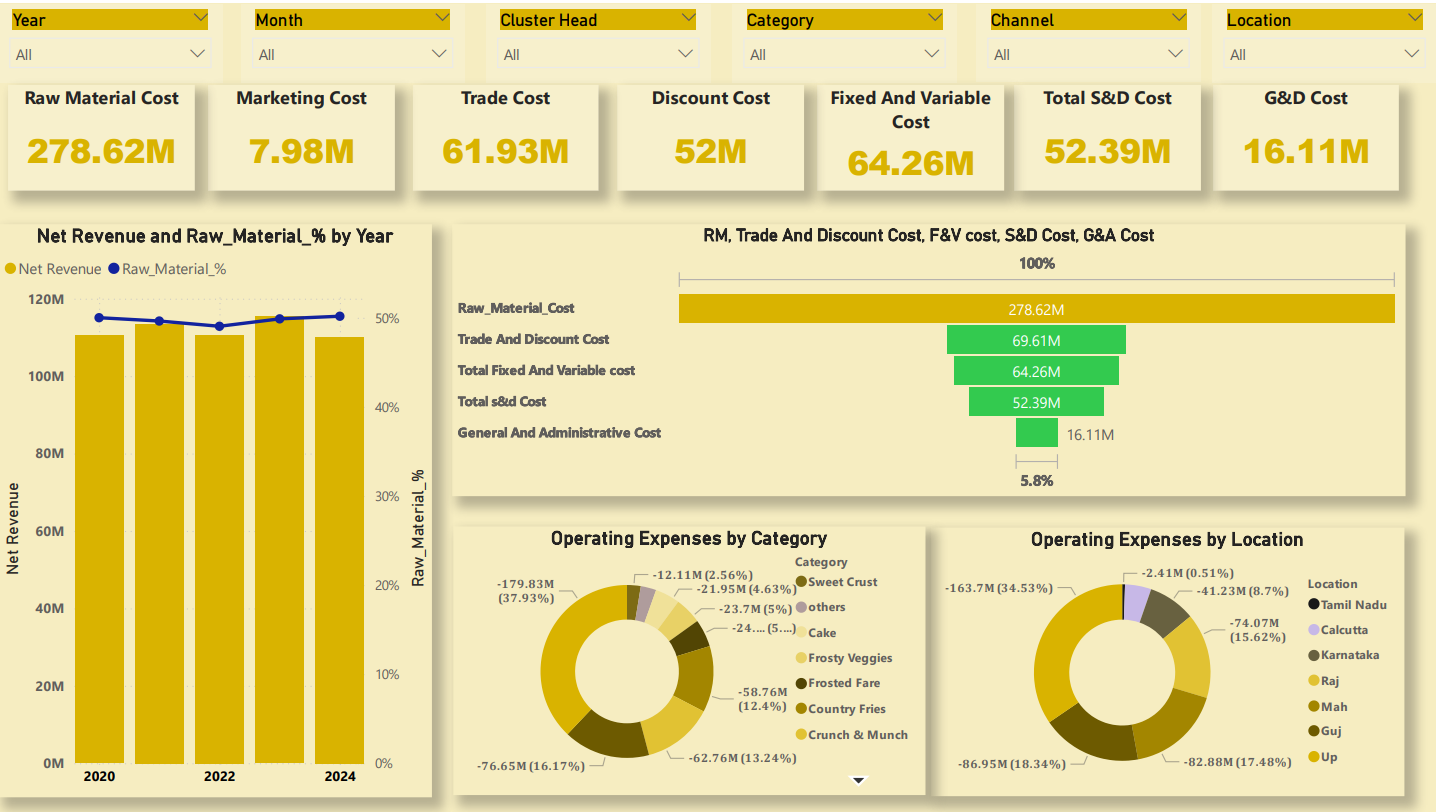 Year
Month
Cluster Head
Category
Channel
Location
All
All
All
All
All
All
Raw Material Cost
278.62M
Marketing Cost
7.98M
Trade Cost
61.93M
Discount Cost
52M
Fixed And Variable
Cost
64.26M
Total S&D Cost
52.39M
G&D Cost
16.11M
Net Revenue and Raw_Material_% by Year
Net Revenue
Raw_Material_%
120M
100M
80M
60M
40M
20M
0M
Net Revenue
50%
40%
30%
20%
10%
0%
Raw_Material_%
2020
2022
2024
RM, Trade And Discount Cost, F&V cost, S&D Cost, G&A Cost
100%
Raw_Material_Cost
278.62M
Trade And Discount Cost
69.61M
Total Fixed And Variable cost
64.26M
Total s&d Cost
52.39M
General And Administrative Cost
16.11M
5.8%
Operating Expenses by Category
-179.83M
(37.93%)
-12.11M (2.56%)
-21.95M (4.63%)
-23.7M (5%)
-24.... (5....)
-58.76M
(12.4%)
-62.76M (13.24%)
-76.65M (16.17%)
Category
Sweet Crust
others
Cake
Frosty Veggies
Frosted Fare
Country Fries
Crunch & Munch
Operating Expenses by Location
-163.7M (34.53%)
-2.41M (0.51%)
-41.23M (8.7%)
-74.07M
(15.62%)
-82.88M (17.48%)
-86.95M (18.34%)
Location
Tamil Nadu
Calcutta
Karnataka
Raj
Mah
Guj
Up